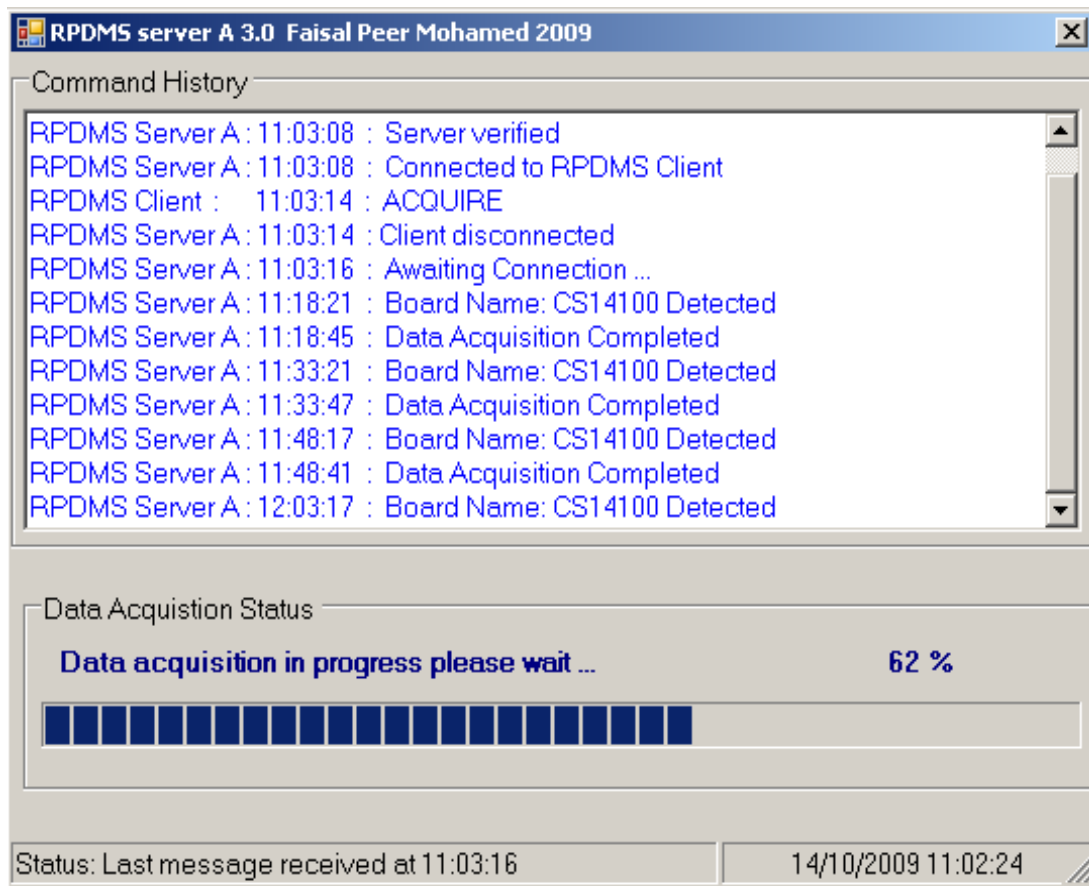 RPDMS server A 3.0  Faisal Peer Mohamed 2009
Command History
RPDMS Server A : 11:03:08 : Server verified
RPDMS Server A : 11:03:08 : Connected to RPDMS Client
RPDMS Client : 11:03:14 : ACQUIRE
RPDMS Server A : 11:03:14 : Client disconnected
RPDMS Server A : 11:03:16 : Awaiting Connection ...
RPDMS Server A : 11:18:21 : Board Name: CS14100 Detected
RPDMS Server A : 11:18:45 : Data Acquisition Completed
RPDMS Server A : 11:33:21 : Board Name: CS14100 Detected
RPDMS Server A : 11:33:47 : Data Acquisition Completed
RPDMS Server A : 11:48:17 : Board Name: CS14100 Detected
RPDMS Server A : 11:48:41 : Data Acquisition Completed
RPDMS Server A : 12:03:17 : Board Name: CS14100 Detected
Data Acquistion Status
Data acquisition in progress please wait ... 62 %
Status: Last message received at 11:03:16 14/10/2009 11:02:24